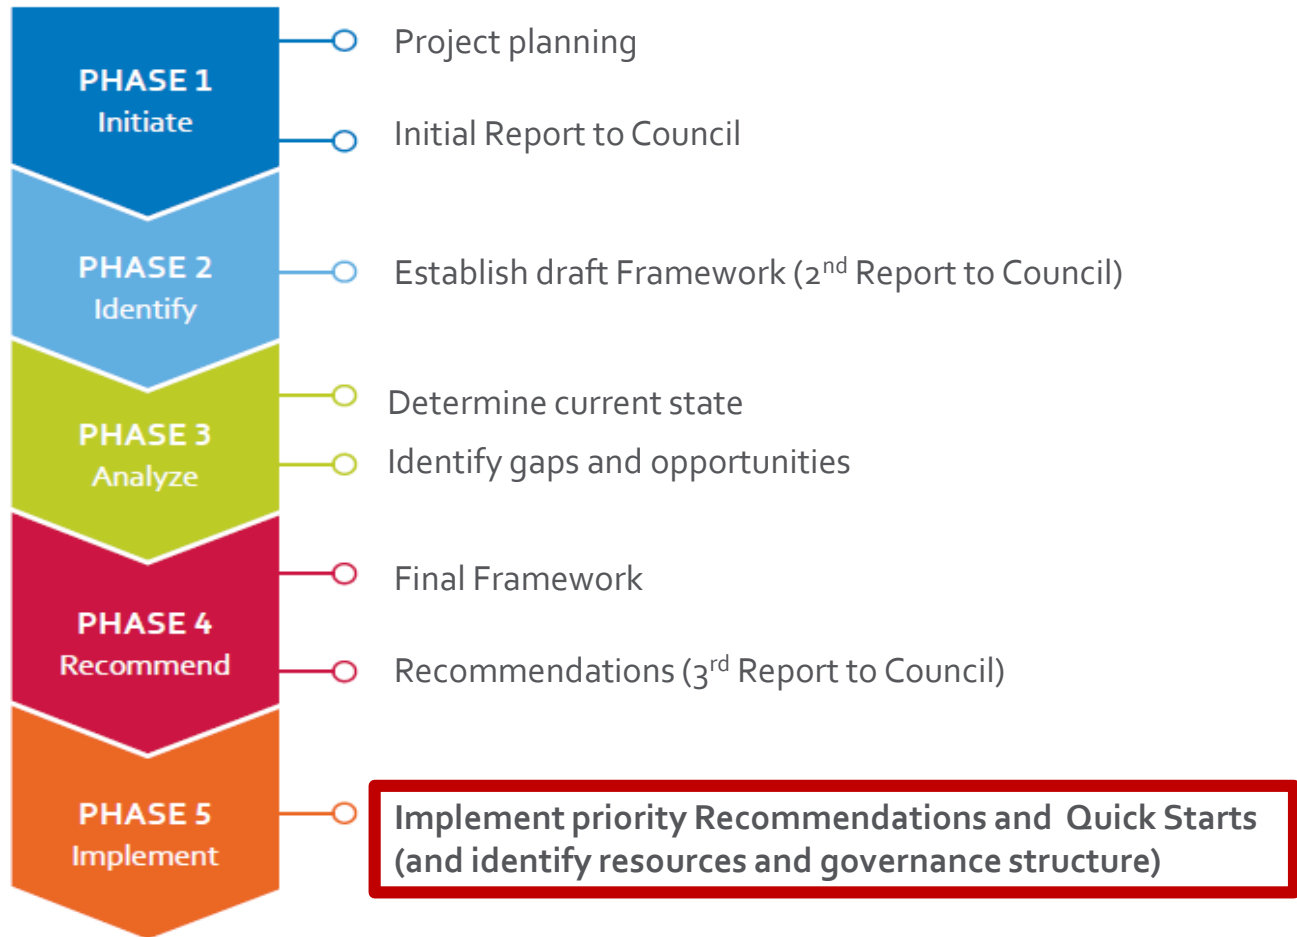 PHASE 1
Initiate
Project planning
Initial Report to Council
PHASE 2
Identify
Establish draft Framework (2nd Report to Council)
PHASE 3
Analyze
Determine current state
Identify gaps and opportunities
PHASE 4
Recommend
Final Framework
Recommendations (3rd Report to Council)
PHASE 5
Implement
Implement priority Recommendations and Quick Starts
(and identify resources and governance structure)